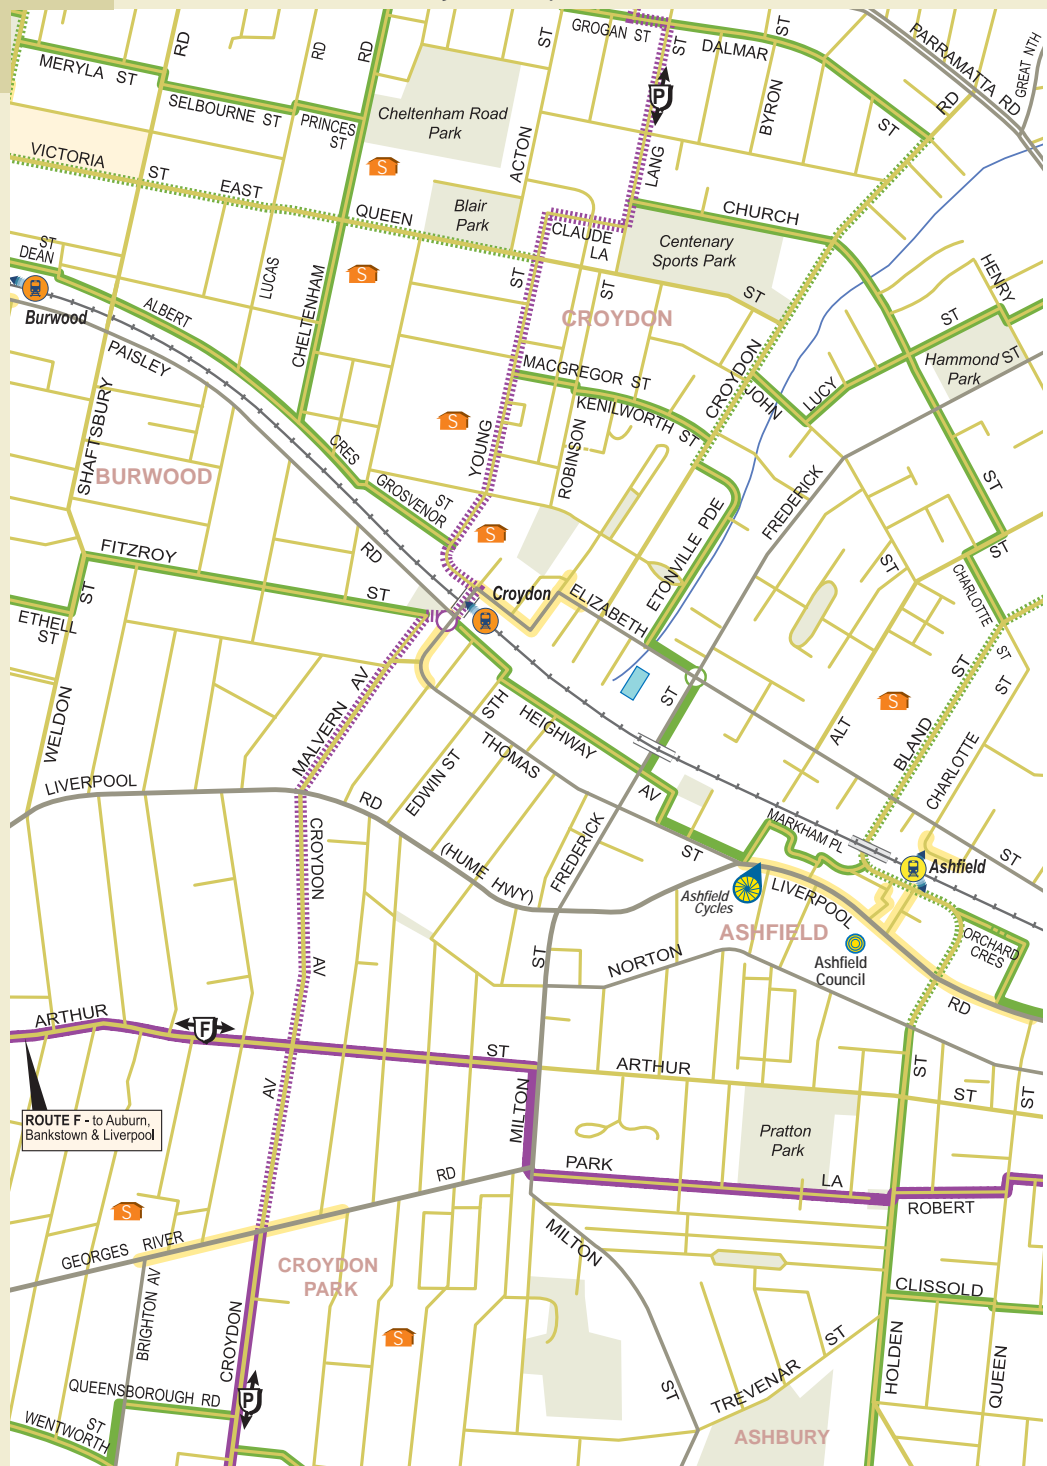 GROGAN ST
ST
ST
DALMAR
ST
PARRAMATTA RD
GREAT NTH
RD
RD
RD
MERYLA ST
SELBOURNE ST
PRINCES
ST
Cheltenham Road
Park
ACTON
P
LANG
BYRON
ST
RD
VICTORIA
ST
EAST
QUEEN
S
Blair
Park
CLAUDE
LA
CHURCH
Centenary
Sports Park
ST
DEAN
LUCAS
S
ST
ST
ST
HENRY
Burwood
ALBERT
PAISLEY
CHELTENHAM
CROYDON
ST
Hammond
Park
ST
MACGREGOR ST
KENILWORTH ST
CROYDON
JOHN
LUCY
SHAFTSBURY
BURWOOD
CRES
S
YOUNG
ROBINSON
FREDERICK
ST
GROSVENOR
ST
S
ETONVILLE PDE
FITZROY
RD
ST
ST
ST
CHARLOTTE
ETHELL
ST
ST
Croydon
ELIZABETH
ST
ST
ST
WELDON
MALVERN AV
STH
HEIGHWAY
AV
ST
S
ALT
BLAND
CHARLOTTE
THOMAS
EDWIN ST
LIVERPOOL
RD
(HUME HWY)
CROYDON
AV
FREDERICK
ST
ST
MARKHAM PL
Ashfield
ST
Ashfield
Cycles
LIVERPOOL
ASHFIELD
Ashfield
Council
ORCHARD
CRES
NORTON
RD
ARTHUR
F
ST
ARTHUR
ST
ST
ST
AV
MILTON
ROUTE F - to Auburn,
Bankstown & Liverpool
Pratton
Park
RD
PARK
LA
ROBERT
S
GEORGES RIVER
MILTON
CROYDON
PARK
BRIGHTON AV
CROYDON
S
CLISSOLD
HOLDEN
QUEEN
TREVENAR ST
ST
QUEENSBOROUGH RD
P
ST
WENTWORTH
ASHBURY